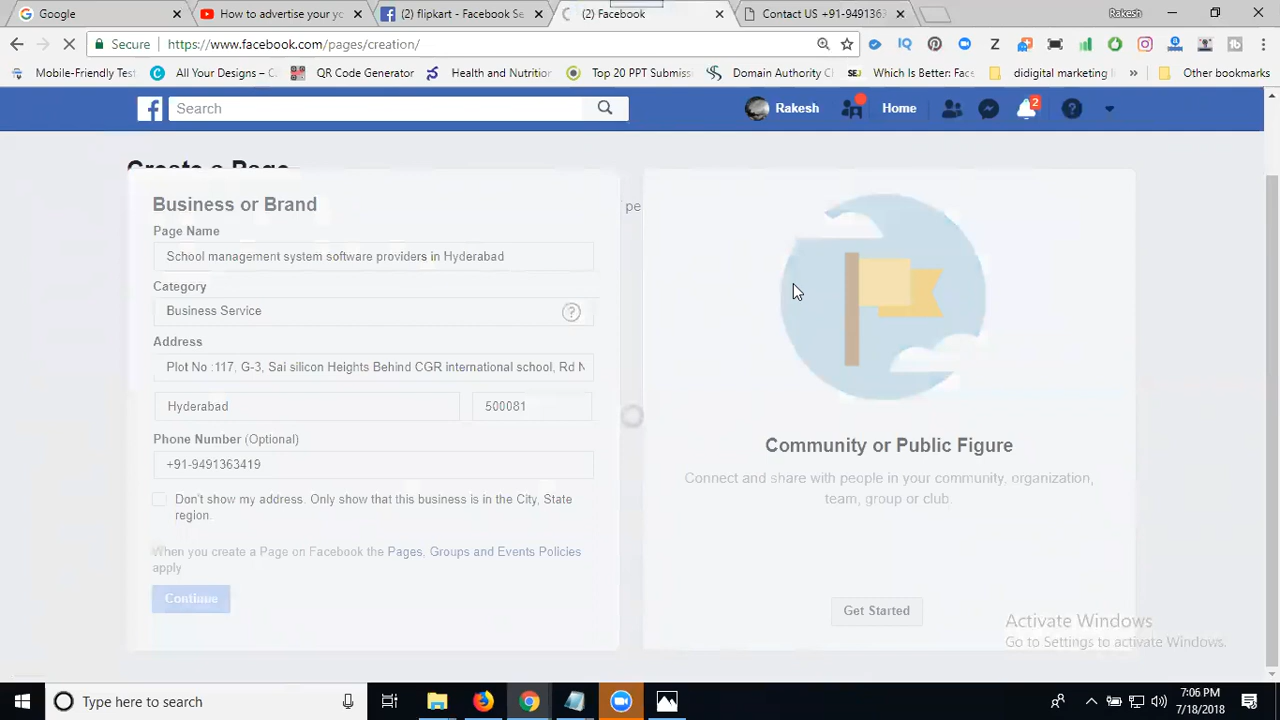 Google
How to advertise your yo
(2) flipkart - Facebook Se
(2) Facebook
Contact US +91-949136
Rakesh
Secure
https://www.facebook.com/pages/creation/
Mobile-Friendly Test
All Your Designs – C
QR Code Generator
Health and Nutrition
Top 20 PPT Submiss
Domain Authority C
Which Is Better: Fac
didigital marketing
Other bookmarks
Search
Rakesh
Home
2
Create a Page
Business or Brand
Page Name
School management system software providers in Hyderabad
Category
Business Service
Address
Plot No :117, G-3, Sai silicon Heights Behind CGR international school, Rd N
Hyderabad
500081
Phone Number (Optional)
+91-9491363419
Don't show my address. Only show that this business is in the City, State
region.
When you create a Page on Facebook the Pages, Groups and Events Policies
apply
Continue
pe
Community or Public Figure
Connect and share with people in your community, organization,
team, group or club.
Get Started
Activate Windows
Go to Settings to activate Windows.
Type here to search
7:06 PM
7/18/2018